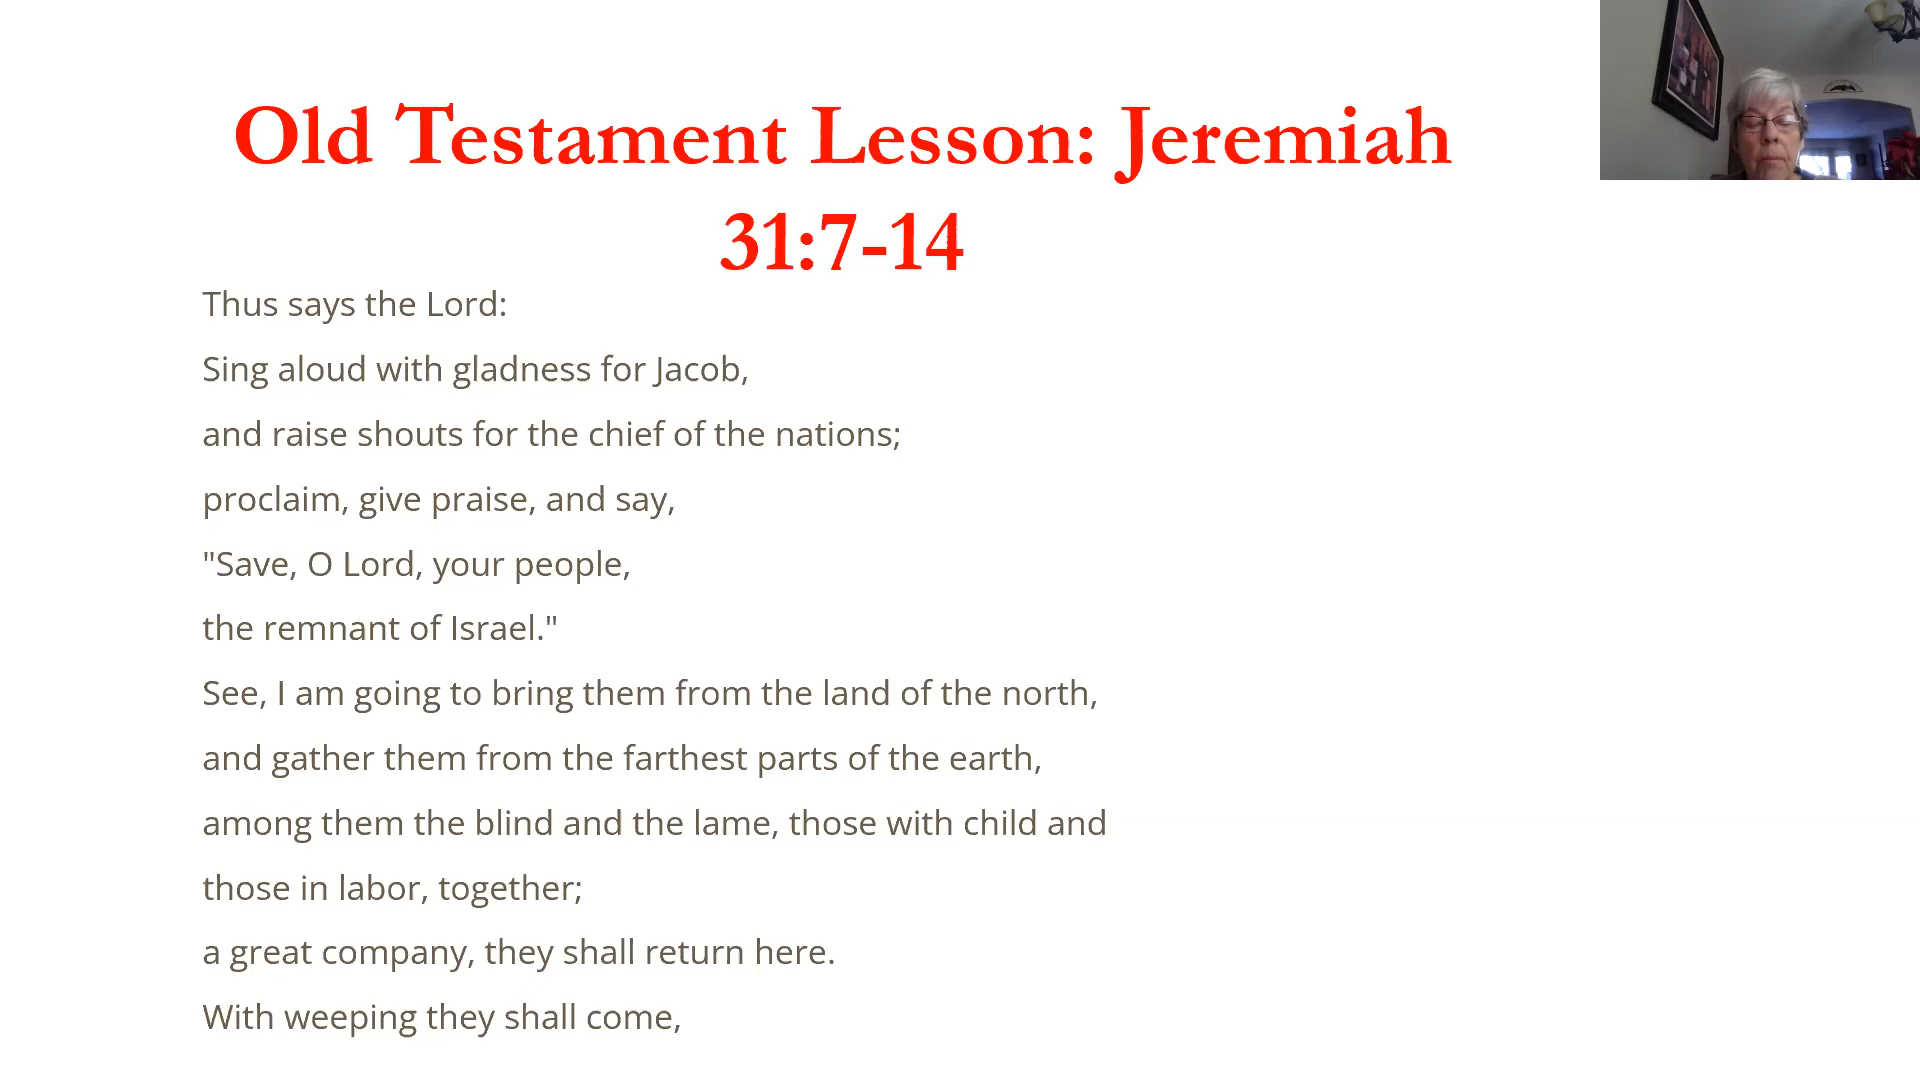 Old Testament Lesson: Jeremiah
31:7-14
Thus says the Lord:
Sing aloud with gladness for Jacob,
and raise shouts for the chief of the nations;
proclaim, give praise, and say,
"Save, O Lord, your people,
the remnant of Israel."
See, I am going to bring them from the land of the north,
and gather them from the farthest parts of the earth,
among them the blind and the lame, those with child and
those in labor, together;
a great company, they shall return here.
With weeping they shall come,